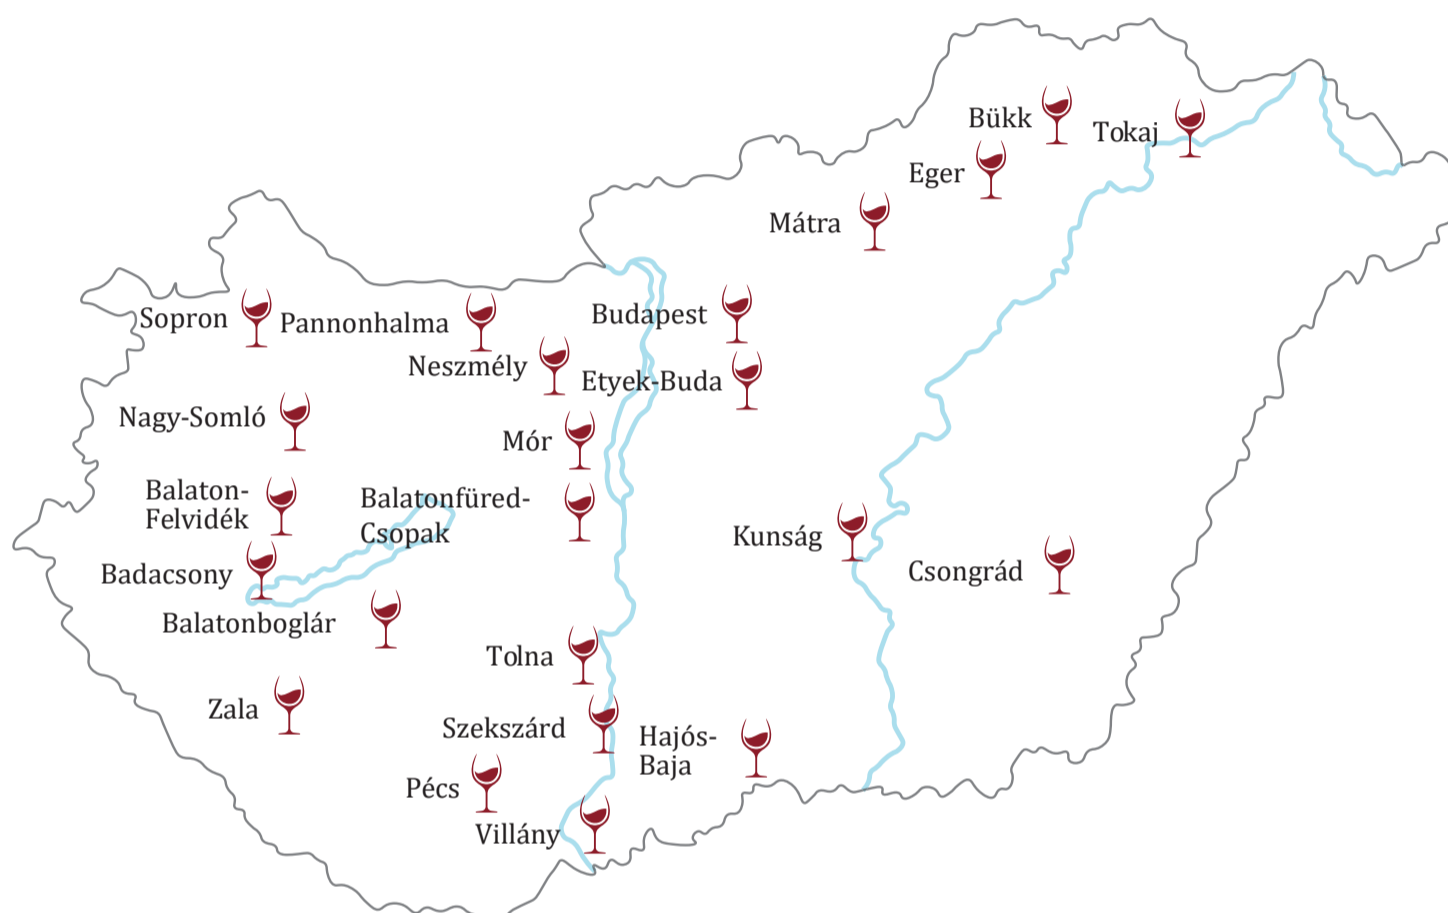 Bükk
Tokaj
Eger
Mátra
Sopron
Pannonhalma
Budapest
Neszmély
Etyek-Buda
Nagy-Somló
Mór
Balaton-
Felvidék
Balatonfüred-
Csopak
Kunság
Csongrád
Badacsony
Balatonboglár
Tolna
Zala
Szekszárd
Hajós-
Baja
Pécs
Villány